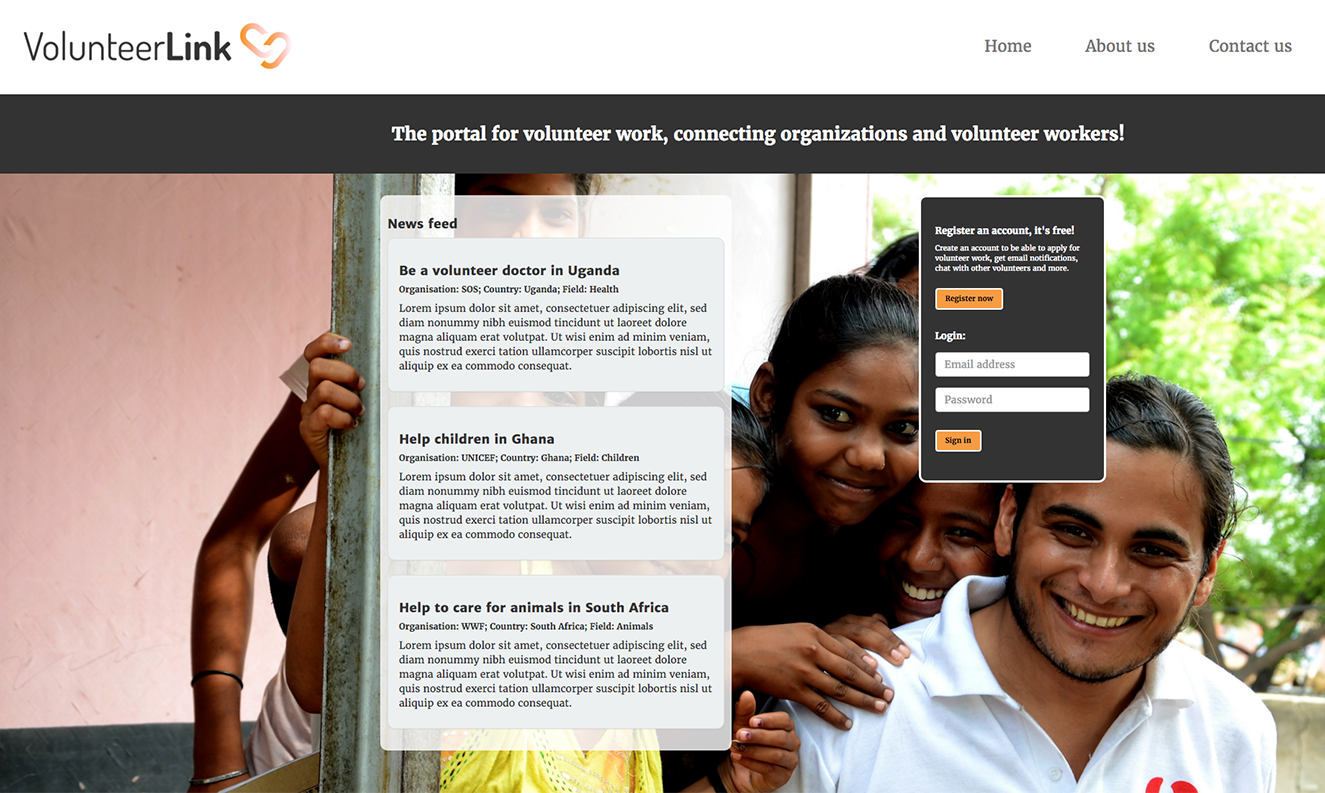 VolunteerLink
Home
About us
Contact us
The portal for volunteer work, connecting organizations and volunteer workers!
News feed
Be a volunteer doctor in Uganda
Organisation: SOS; Country: Uganda; Field: Health
Lorem ipsum dolor sit amet, consectetuer adipiscing elit, sed
diam nonummy nibh euismod tincidunt ut laoreet dolore
magna aliquam erat volutpat. Ut wisi enim ad minim veniam,
quis nostrud exerci tation ullamcorper suscipit lobortis nisl ut
aliquip ex ea commodo consequat.
Help children in Ghana
Organisation: UNICEF; Country: Ghana; Field: Children
Lorem ipsum dolor sit amet, consectetuer adipiscing elit, sed
diam nonummy nibh euismod tincidunt ut laoreet dolore
magna aliquam erat volutpat. Ut wisi enim ad minim veniam,
quis nostrud exerci tation ullamcorper suscipit lobortis nisl ut
aliquip ex ea commodo consequat.
Help to care for animals in South Africa
Organisation: WWF; Country: South Africa; Field: Animals
Lorem ipsum dolor sit amet, consectetuer adipiscing elit, sed
diam nonummy nibh euismod tincidunt ut laoreet dolore
magna aliquam erat volutpat. Ut wisi enim ad minim veniam,
quis nostrud exerci tation ullamcorper suscipit lobortis nisl ut
aliquip ex ea commodo consequat.
Register an account, it's free!
Create an account to be able to apply for
volunteer work, get email notifications,
chat with other volunteers and more.
Register now
Login:
Email address
Password
Sign in